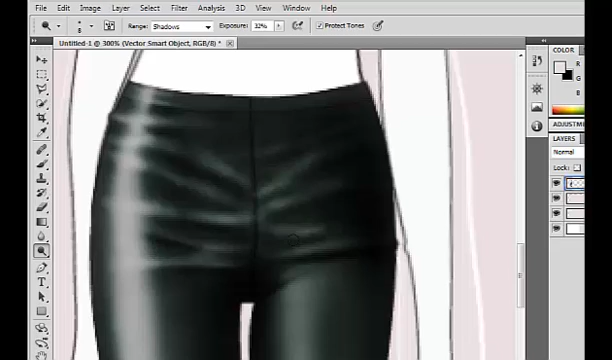 File Edit Image Layer Select Filter Analysis 3D View Window Help
8 Range: Shadows Exposure: 32% Protect Tones
Untitled-1 @ 300% (Vector Smart Object, RGB/8) *
COLOR
R
G
B
ADJUSTM
LAYERS
Normal
Lock: